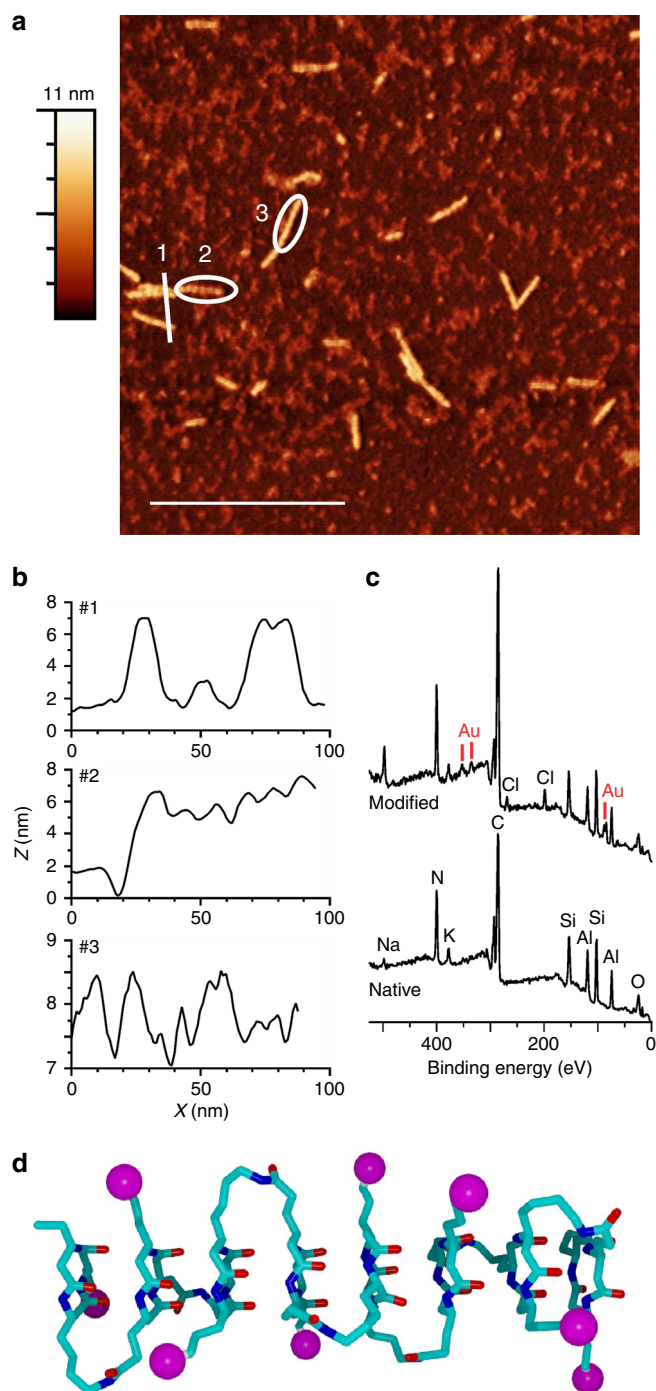 a
11 nm
3
1 2
b
#1
8
6
4
2
0
0 50 100
#2
8
6
4
2
0
0 50 100
Z (nm)
#3
9
8
7
0 50 100
X (nm)
c
Au
Cl
Cl
Au
Modified
C
N
K
Na
Si
Si
Al
Al
O
Native
400 200 0
Binding energy (eV)
d